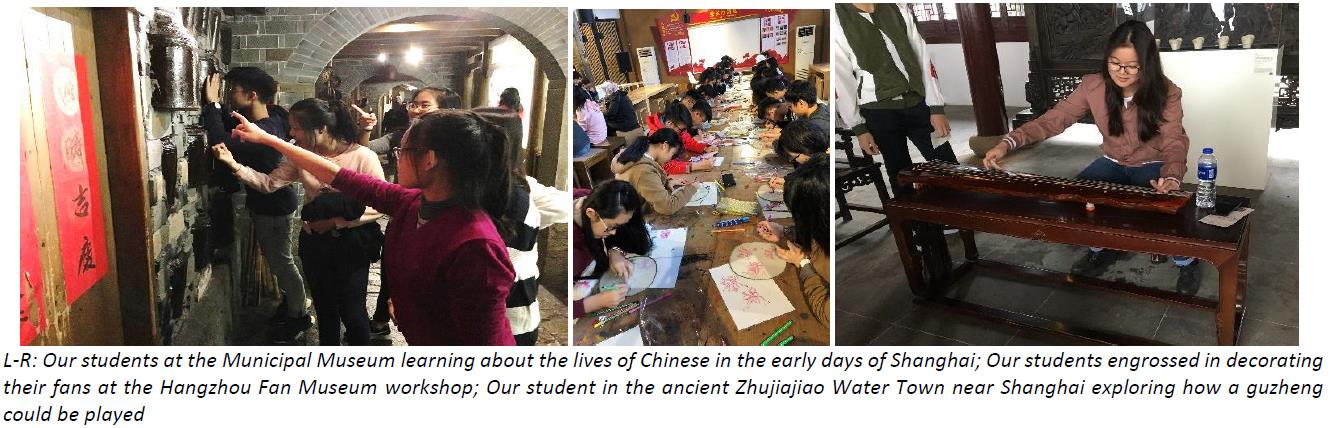 吉
慶
L-R: Our students at the Municipal Museum learning about the lives of Chinese in the early days of Shanghai; Our students engrossed in decorating
their fans at the Hangzhou Fan Museum workshop; Our student in the ancient Zhujiajiao Water Town near Shanghai exploring how a guzheng
could be played